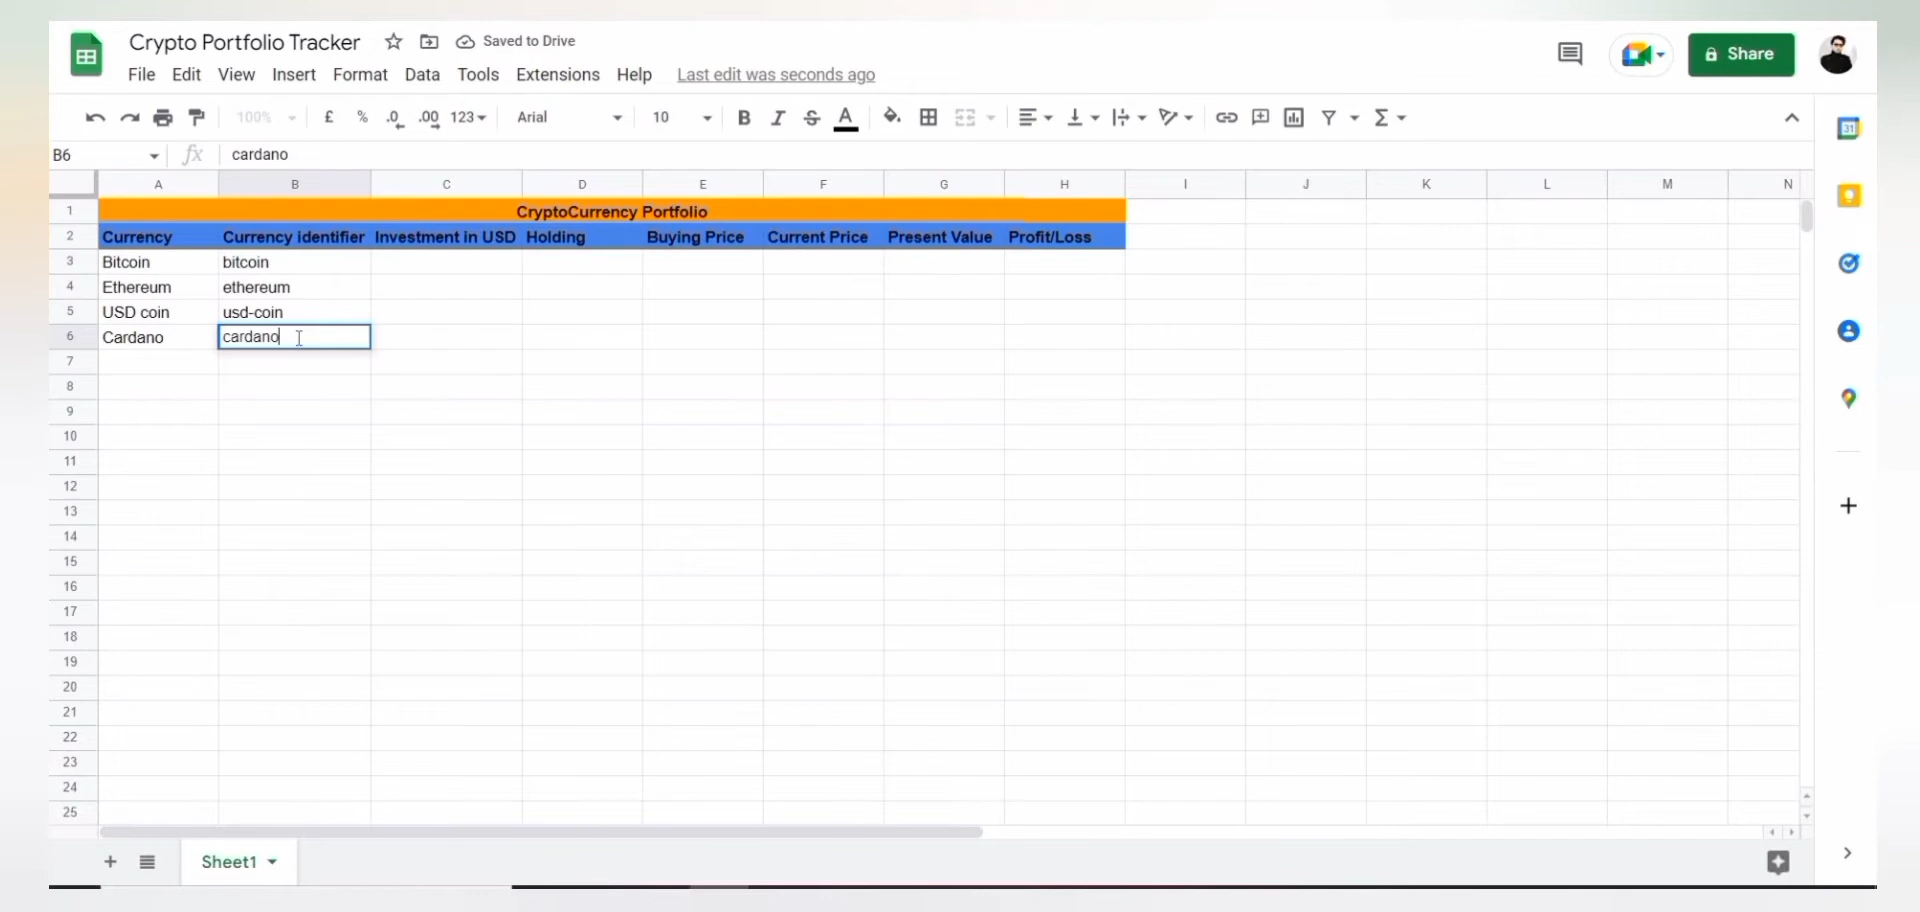 Crypto Portfolio Tracker Saved to Drive
File Edit View Insert Format Data Tools Extensions Help Last edit was seconds ago
Share
100% £ % .0 .00 123 Arial 10 B I S A
B6 fx cardano
A B C D E F G H I J K L M N
1 CryptoCurrency Portfolio
2 Currency Currency identifier Investment in USD Holding Buying Price Current Price Present Value Profit/Loss
3 Bitcoin bitcoin
4 Ethereum ethereum
5 USD coin usd-coin
6 Cardano cardano
7
8
9
10
11
12
13
14
15
16
17
18
19
20
21
22
23
24
25
Sheet1
31